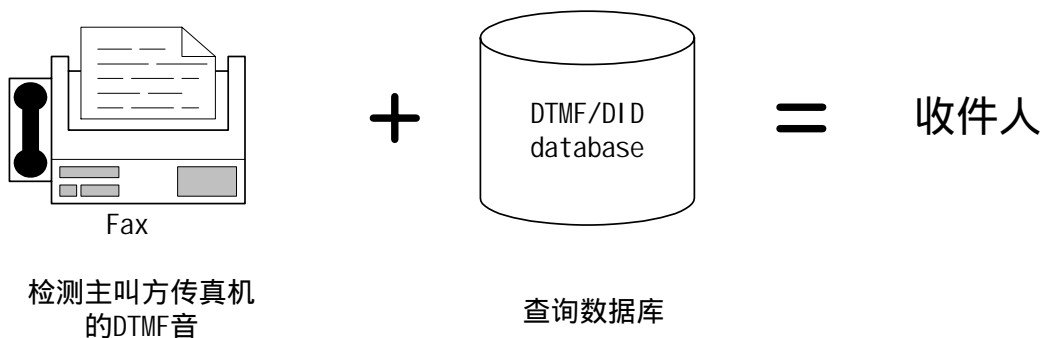 DTMF/DID
database
收件人
Fax
检测主叫方传真机
的DTMF音
查询数据库